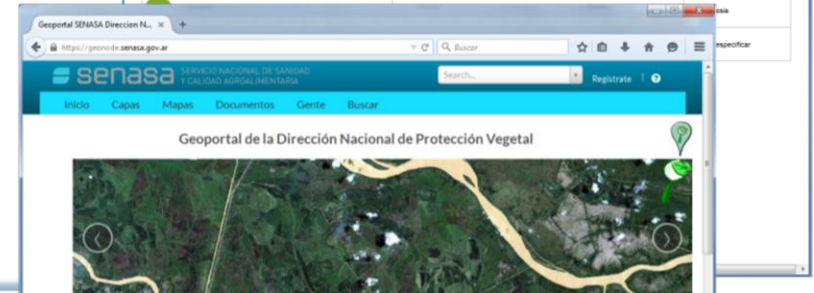 Geoportal SENASA Direccion N...
https://geonode.senasa.gov.ar
Buscar
senasa
SERVICIO NACIONAL DE SANIDAD
Y CALIDAD AGROALIMENTARIA
Search...
Registrate
Inicio Capas Mapas Documentos Gente Buscar
Geoportal de la Dirección Nacional de Protección Vegetal
especificar